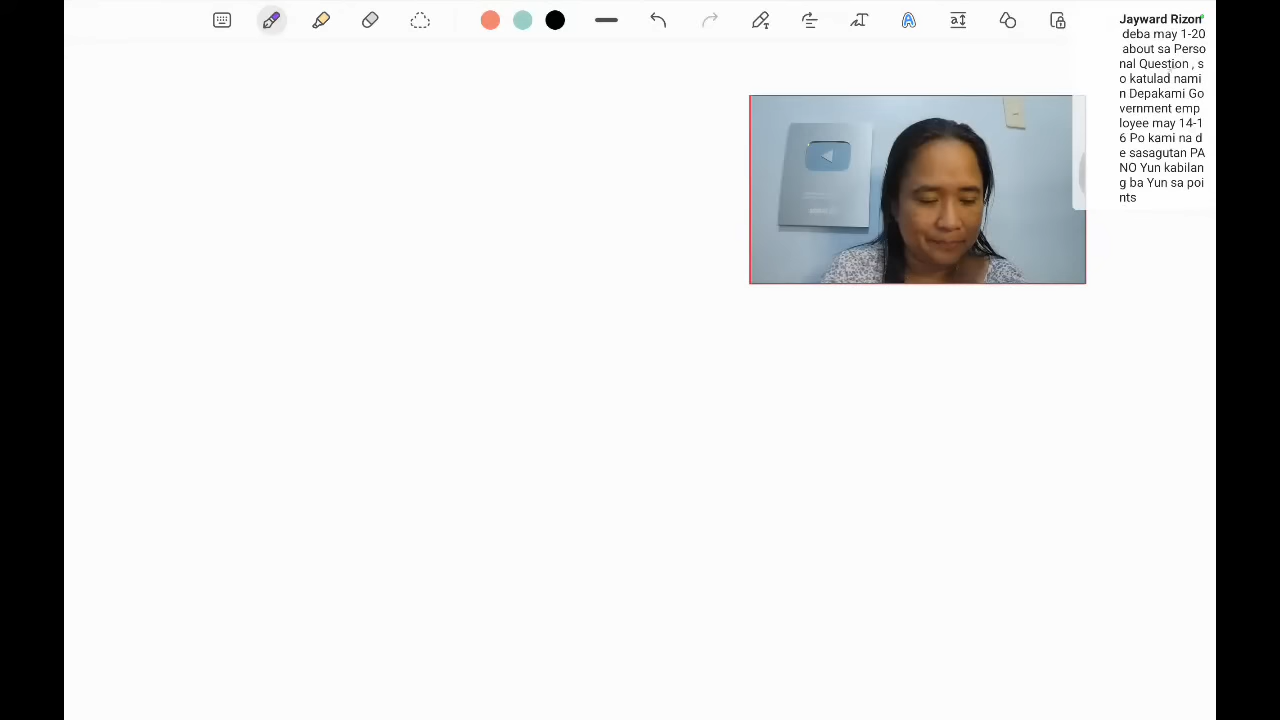 Jayward Rizon
deba may 1-20
about sa Perso
nal Question , s
o katulad nami
n Depakami Go
vernment emp
loyee may 14-1
6 Po kami na d
e sasagutan PA
NO Yun kabilan
g ba Yun sa poi
nts